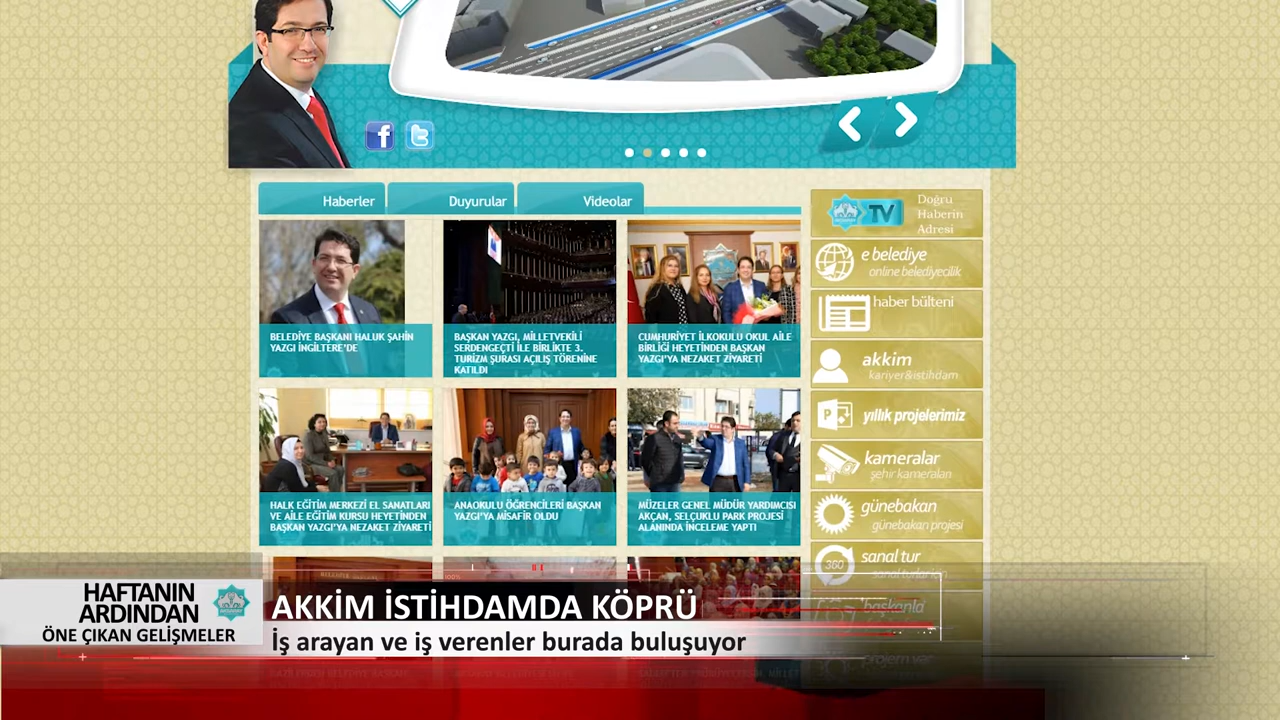 Haberler
Duyurular
Videolar
TV
Doğru
Haberin
Adresi
BELEDİYE BAŞKANI HALUK ŞAHİN
YAZGI İNGİLTERE'DE
BAŞKAN YAZGI, MİLLETVEKİLİ
SERDENGEÇTİ İLE BİRLİKTE 3.
TURİZM ŞURASI AÇILIŞ TÖRENİNE
KATILDI
CUMHURİYET İLKOKULU OKUL AİLE
BİRLİĞİ HEYETİNDEN BAŞKAN
YAZGI'YA NEZAKET ZİYARETİ
e belediye
online belediyecilik
haber bülteni
akkim
kariyer&istihdam
yıllık projelerimiz
HALK EĞİTİM MERKEZİ EL SANATLARI
VE AİLE EĞİTİM KURSU HEYETİNDEN
BAŞKAN YAZGI'YA NEZAKET ZİYARETİ
ANAOKULU ÖĞRENCİLERİ BAŞKAN
YAZGI'YA MİSAFİR OLDU
MÜZELER GENEL MÜDÜR YARDIMCISI
AKÇAN, SELÇUKLU PARK PROJESİ
ALANINDA İNCELEME YAPTI
kameralar
şehir kameraları
günebakan
günebakan projesi
360
sanal tur
başkanla
HAFTANIN
ARDINDAN
ÖNE ÇIKAN GELİŞMELER
AKKİM İSTİHDAMDA KÖPRÜ
İş arayan ve iş verenler burada buluşuyor